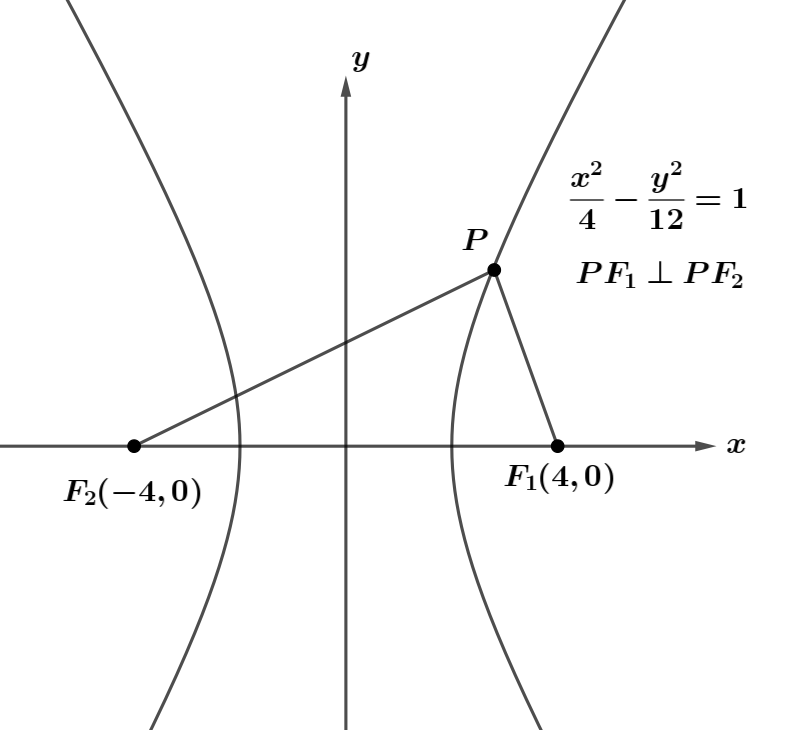 y
x²/4 − y²/12 = 1
P
PF₁ ⊥ PF₂
x
F₂(−4,0)
F₁(4,0)